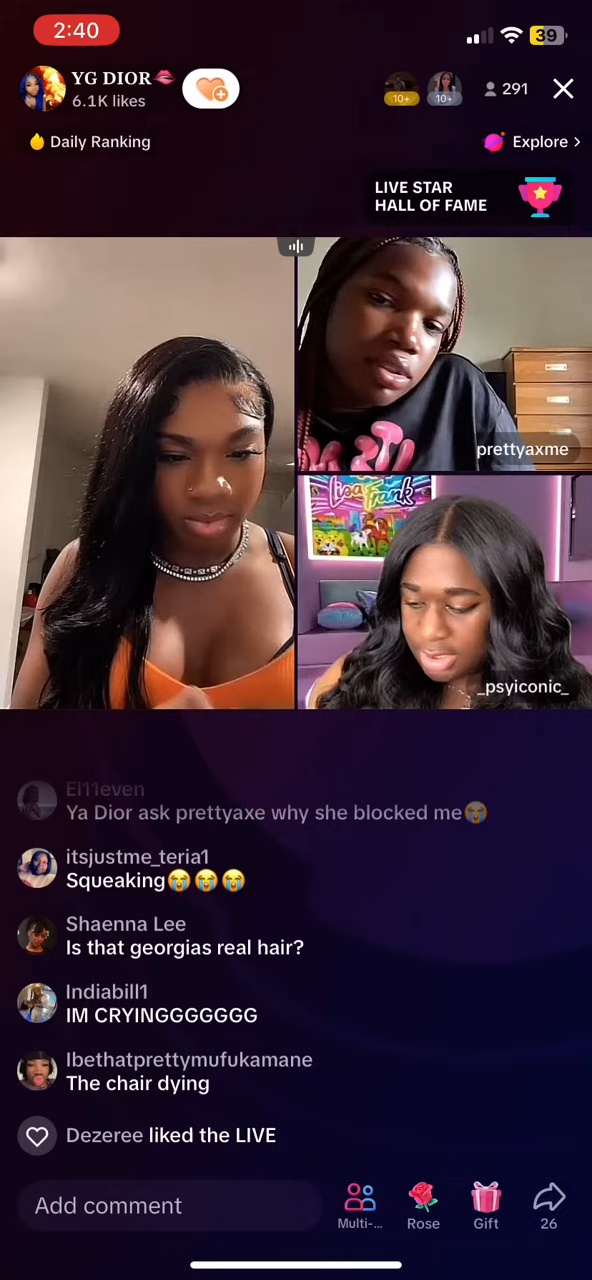 2:40
39
YG DIOR💋
6.1K likes
10+
10+
291
Daily Ranking
Explore >
LIVE STAR
HALL OF FAME
prettyaxme
Lisa Frank
_psyiconic_
El11even
Ya Dior ask prettyaxe why she blocked me😭
itsjustme_teria1
Squeaking😭😭😭
Shaenna Lee
Is that georgias real hair?
Indiabill1
IM CRYINGGGGGGG
Ibethatprettymufukamane
The chair dying
Dezeree liked the LIVE
Add comment
Multi-...
Rose
Gift
26